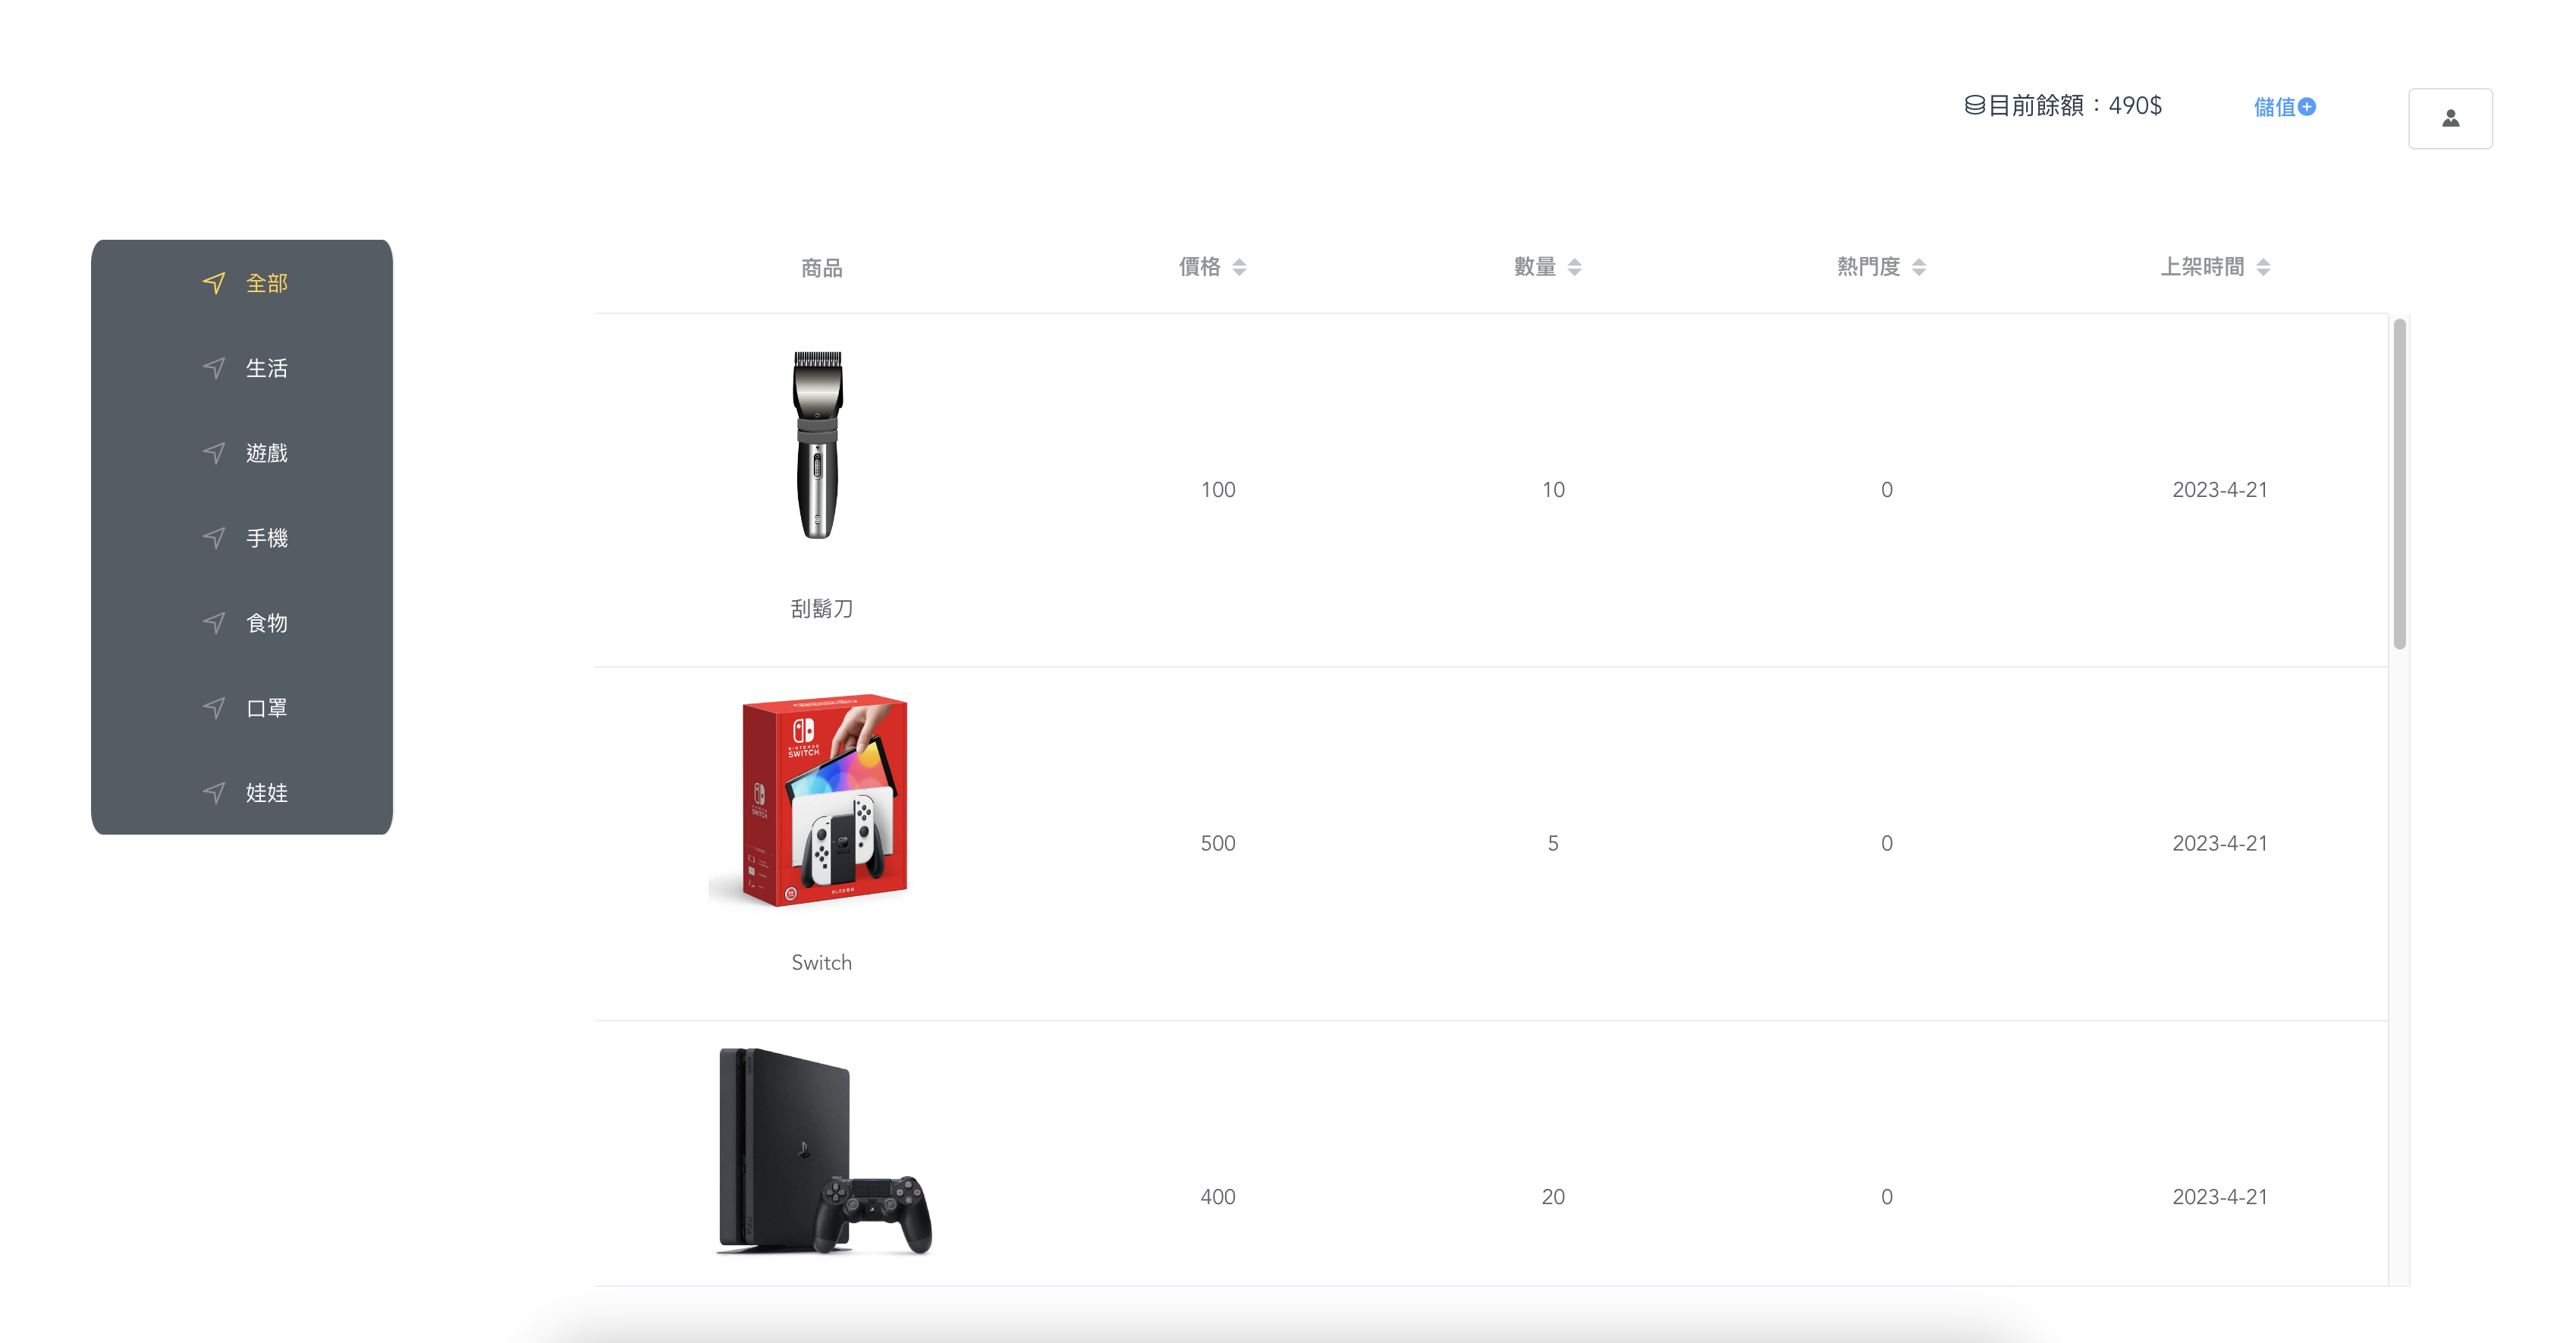 目前餘額：490$
儲值
全部
生活
遊戲
手機
食物
口罩
娃娃
商品 價格 數量 熱門度 上架時間
100 10 0 2023-4-21
刮鬍刀
NINTENDO
SWITCH
500 5 0 2023-4-21
Switch
400 20 0 2023-4-21